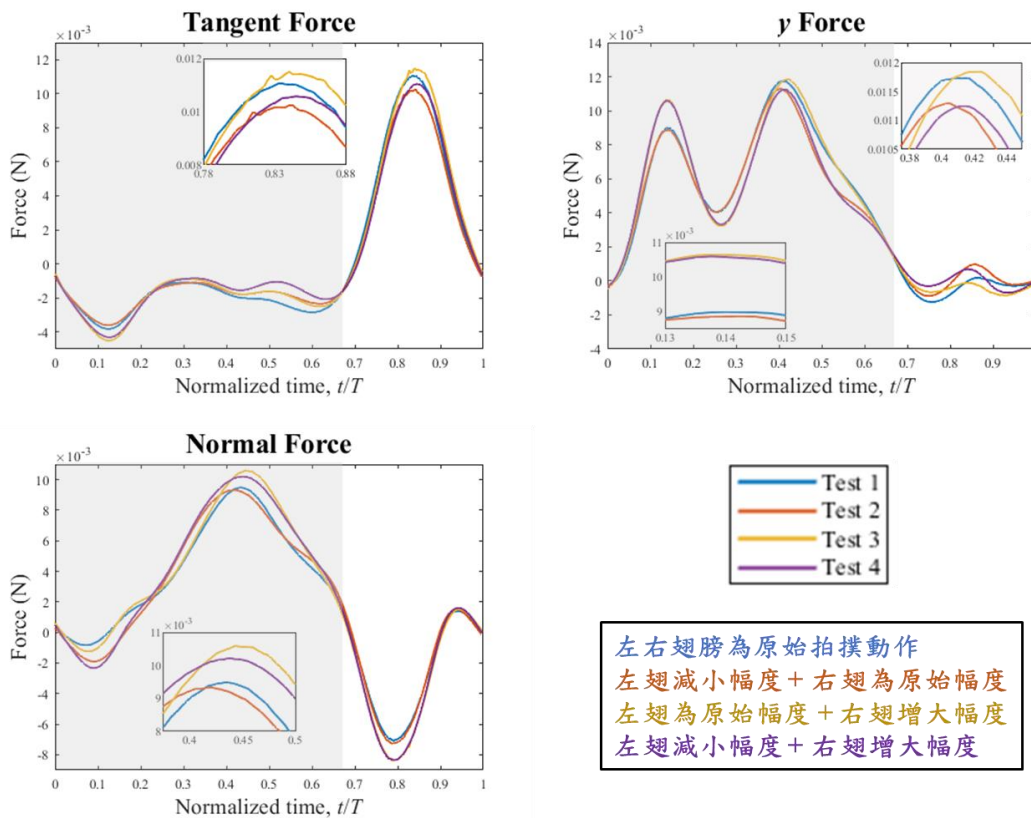 Tangent Force
×10⁻³
12
10
8
6
4
2
0
-2
-4
-6
Force (N)
0 0.1 0.2 0.3 0.4 0.5 0.6 0.7 0.8 0.9 1
Normalized time, t/T
0.012
0.01
0.008
0.78 0.83 0.88
y Force
×10⁻³
14
12
10
8
6
4
2
0
-2
-4
Force (N)
0 0.1 0.2 0.3 0.4 0.5 0.6 0.7 0.8 0.9
Normalized time, t/T
0.012
0.0115
0.011
0.0105
0.38 0.4 0.42 0.44
×10⁻³
11
10
9
0.13 0.14 0.15
Normal Force
×10⁻³
10
8
6
4
2
0
-2
-4
-6
-8
Force (N)
0 0.1 0.2 0.3 0.4 0.5 0.6 0.7 0.8 0.9 1
Normalized time, t/T
×10⁻³
11
10
9
8
0.4 0.45 0.5
Test 1
Test 2
Test 3
Test 4
左右翅膀為原始拍撲動作
左翅減小幅度＋右翅為原始幅度
左翅為原始幅度＋右翅增大幅度
左翅減小幅度＋右翅增大幅度